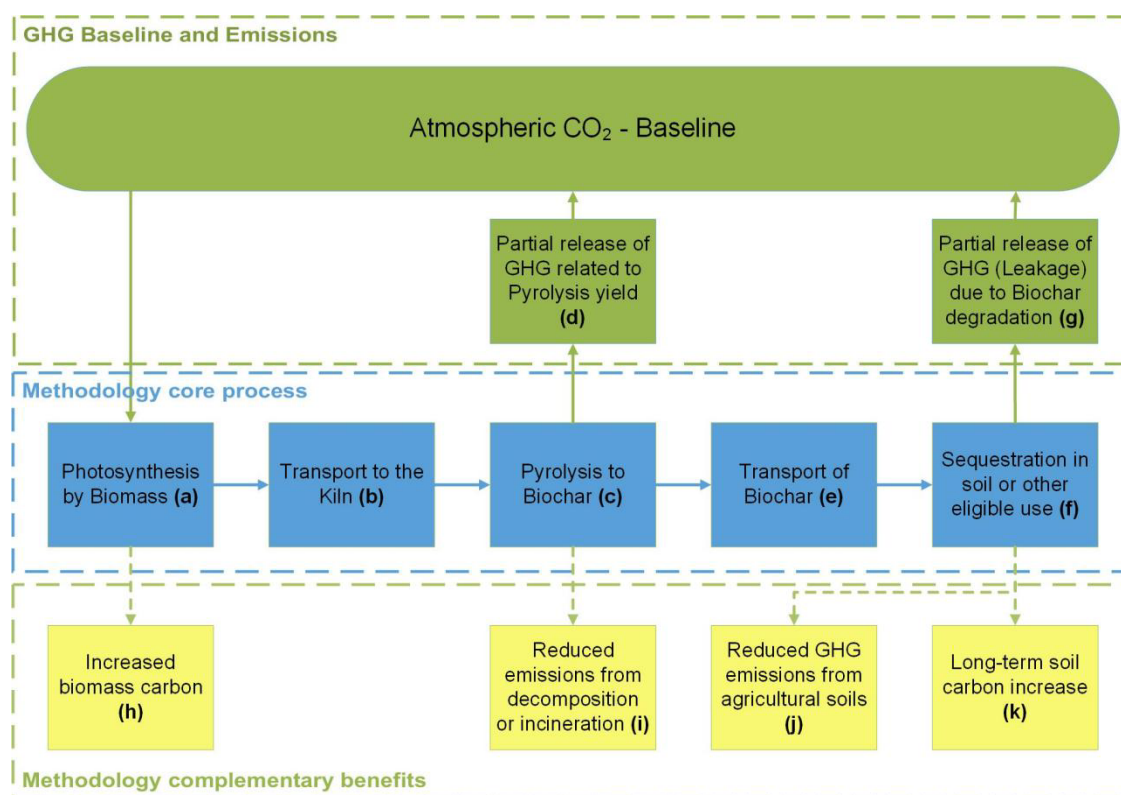 GHG Baseline and Emissions
Atmospheric CO₂ - Baseline
Partial release of
GHG related to
Pyrolysis yield
(d)
Partial release of
GHG (Leakage)
due to Biochar
degradation (g)
Methodology core process
Photosynthesis
by Biomass (a)
Transport to the
Kiln (b)
Pyrolysis to
Biochar (c)
Transport of
Biochar (e)
Sequestration in
soil or other
eligible use (f)
Increased
biomass carbon
(h)
Reduced
emissions from
decomposition
or incineration (i)
Reduced GHG
emissions from
agricultural soils
(j)
Long-term soil
carbon increase
(k)
Methodology complementary benefits